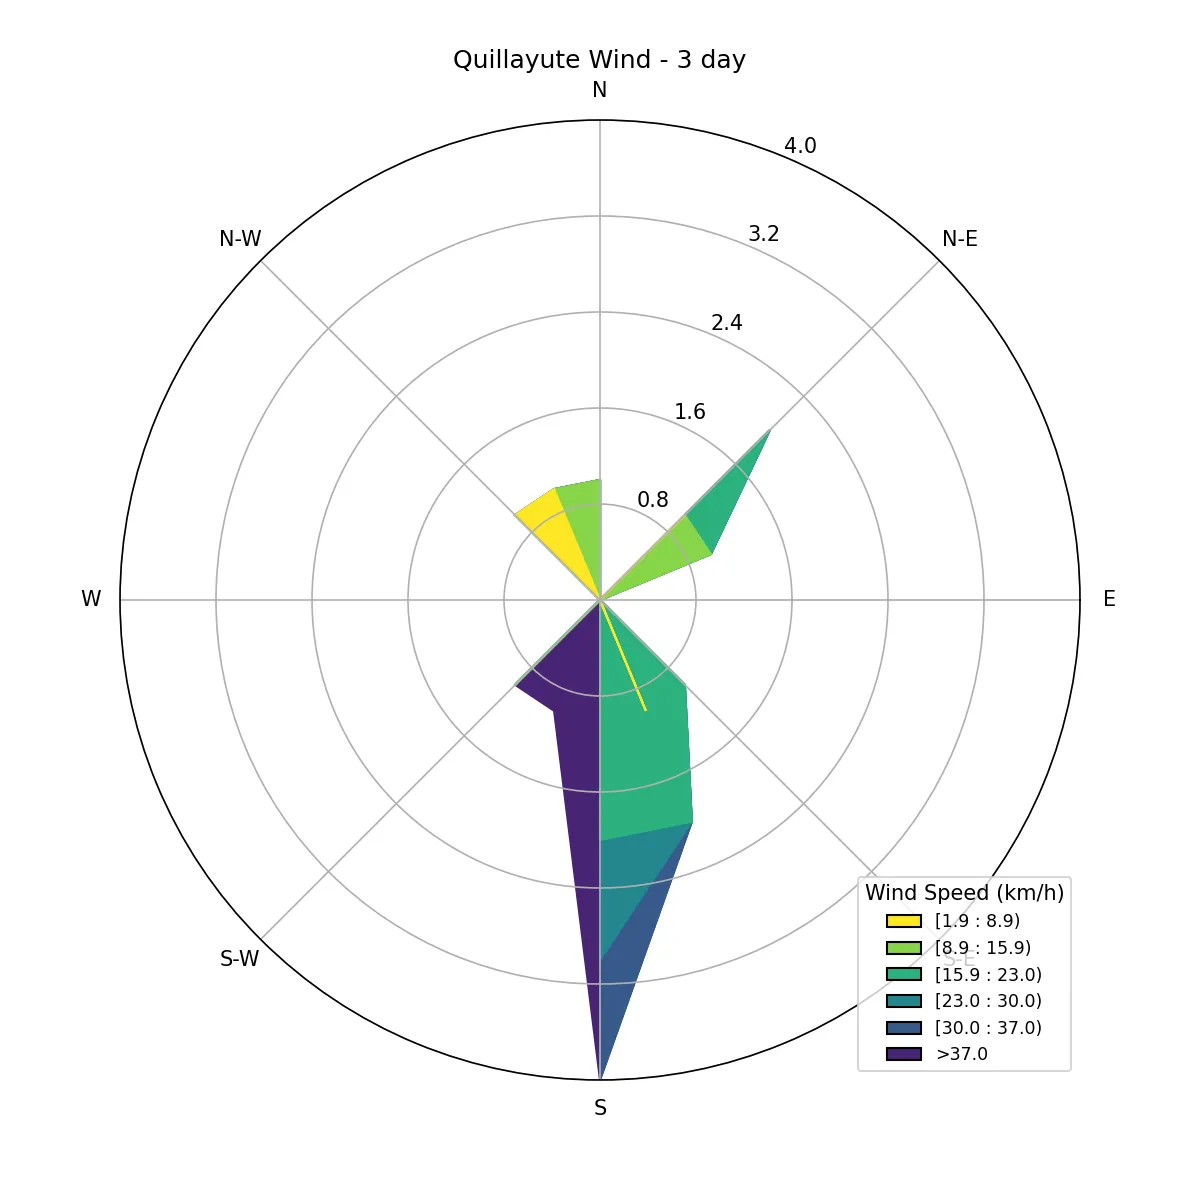 Quillayute Wind - 3 day
N
4.0
N-W
3.2
N-E
2.4
1.6
0.8
W
E
Wind Speed (km/h)
[1.9 : 8.9)
[8.9 : 15.9)
S-W
S-E
[15.9 : 23.0)
[23.0 : 30.0)
[30.0 : 37.0)
>37.0
S